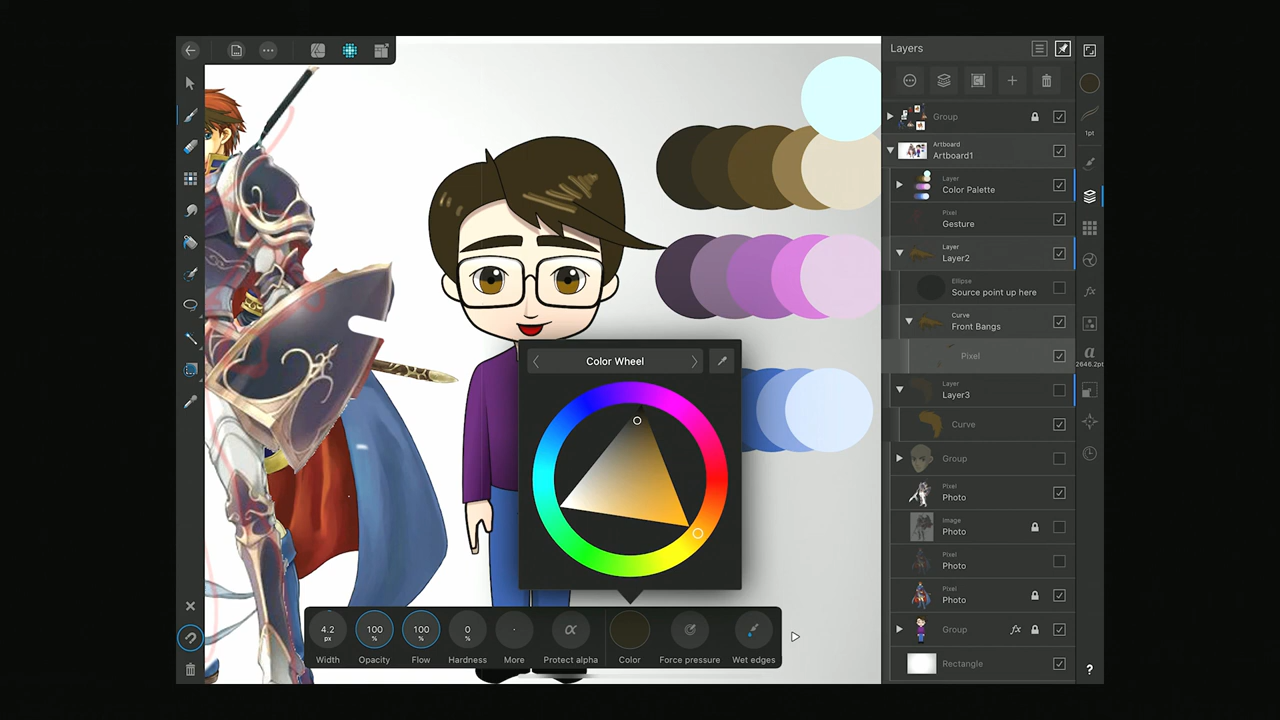 Layers
Group
Artboard
Artboard1
Layer
Color Palette
Pixel
Gesture
Layer
Layer2
Ellipse
Source point up here
Curve
Front Bangs
Pixel
Layer
Layer3
Curve
Group
Pixel
Photo
Image
Photo
Pixel
Photo
Pixel
Photo
Group
fx
Rectangle
1pt
fx
a
2646.2pt
?
Color Wheel
4.2 px
100 %
100 %
0 %
α
Width
Opacity
Flow
Hardness
More
Protect alpha
Color
Force pressure
Wet edges